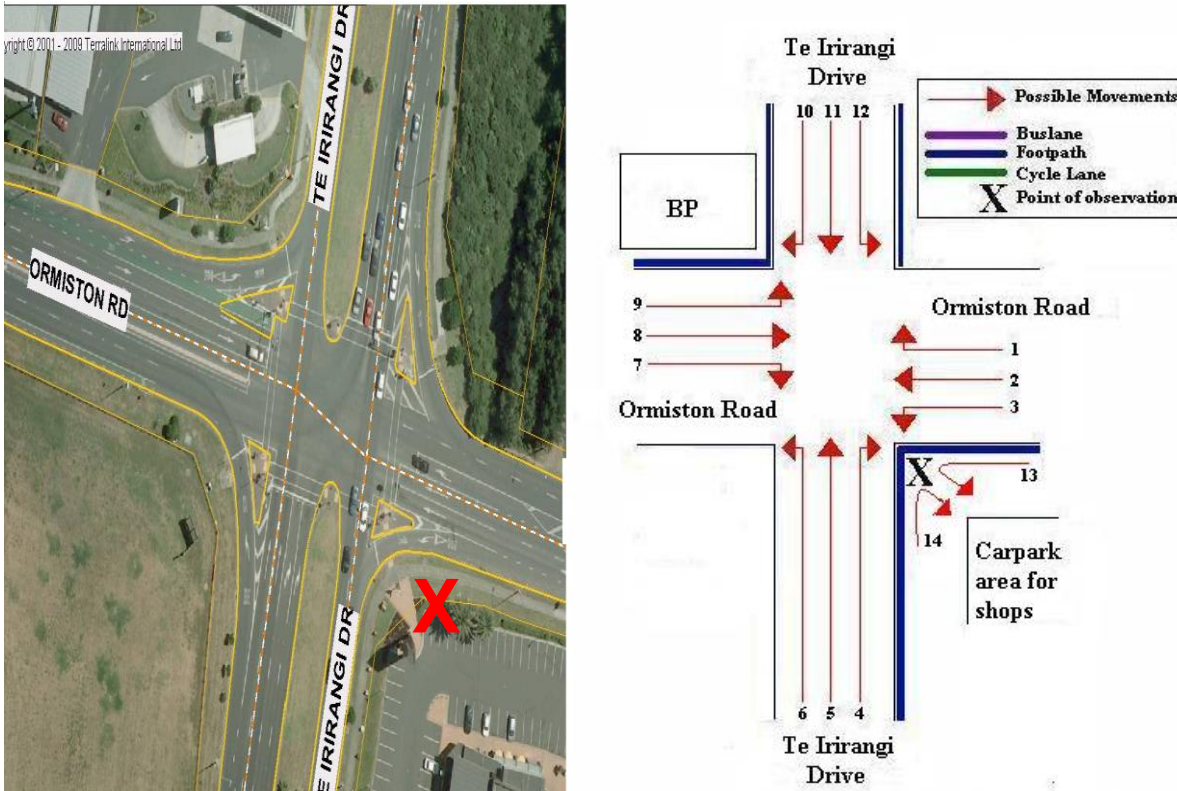 yright © 2001 - 2009 Terralink International Ltd
TE IRIRANGI DR
ORMISTON RD
X
E IRIRANGI DR
Te Irirangi
Drive
10 11 12
Possible Movements
Buslane
Footpath
Cycle Lane
X Point of observation
BP
9
8
7
Ormiston Road
Ormiston Road
1
2
3
X
13
14
Carpark
area for
shops
6 5 4
Te Irirangi
Drive